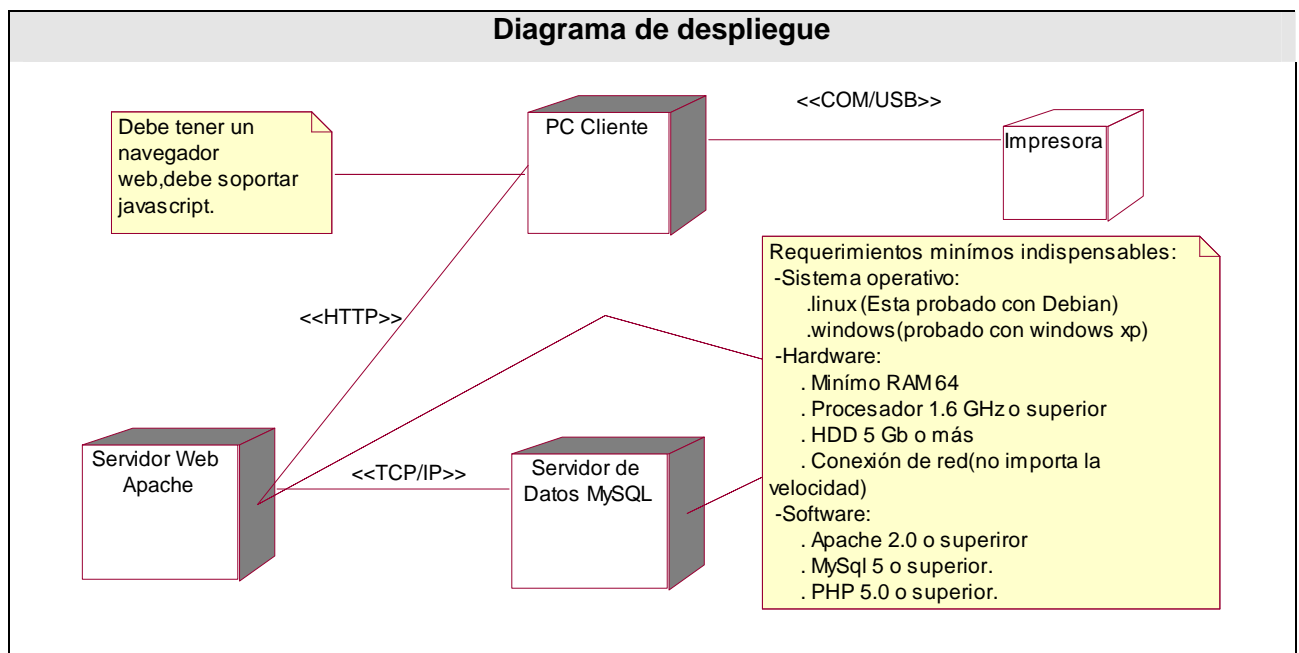 Diagrama de despliegue
<<COM/USB>>
Debe tener un
navegador
web,debe soportar
javascript.
PC Cliente
Impresora
Requerimientos minímos indispensables:
-Sistema operativo:
.linux (Esta probado con Debian)
.windows(probado con windows xp)
-Hardware:
. Minímo RAM 64
. Procesador 1.6 GHz o superior
. HDD 5 Gb o más
. Conexión de red(no importa la
velocidad)
-Software:
. Apache 2.0 o superiror
. MySql 5 o superior.
. PHP 5.0 o superior.
<<HTTP>>
Servidor Web
Apache
<<TCP/IP>>
Servidor de
Datos MySQL